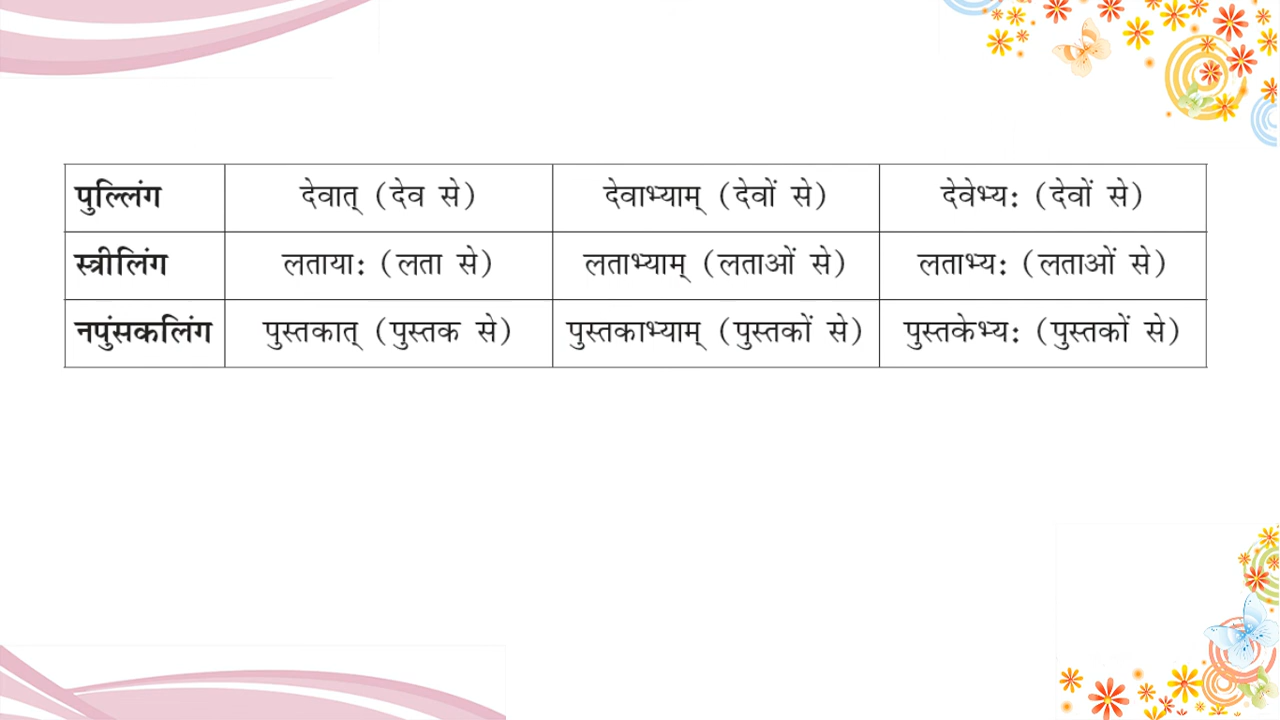 पुल्लिंग देवात् (देव से) देवाभ्याम् (देवों से) देवेभ्य: (देवों से)
स्त्रीलिंग लताया: (लता से) लताभ्याम् (लताओं से) लताभ्य: (लताओं से)
नपुंसकलिंग पुस्तकात् (पुस्तक से) पुस्तकाभ्याम् (पुस्तकों से) पुस्तकेभ्य: (पुस्तकों से)